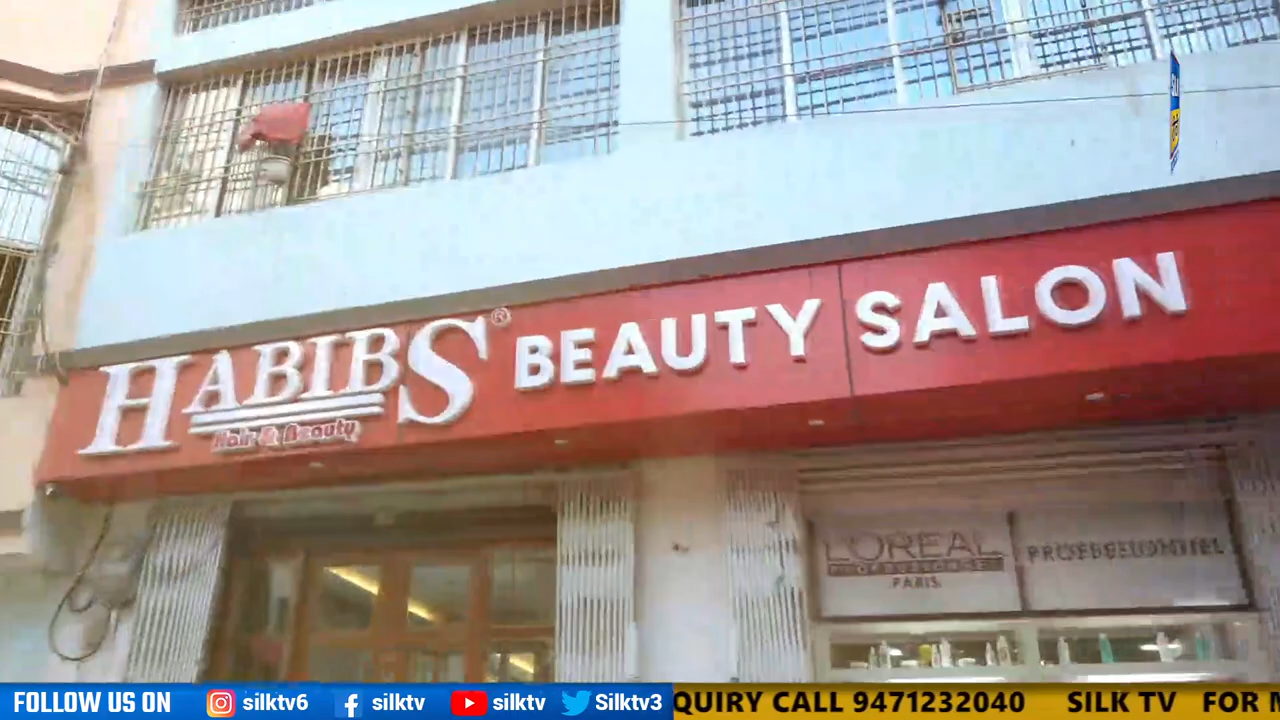 HABIBS® BEAUTY SALON
Hair & Beauty
L'OREAL
PARIS
FOLLOW US ON silktv6 silktv silktv Silktv3
QUIRY CALL 9471232040 SILK TV FOR